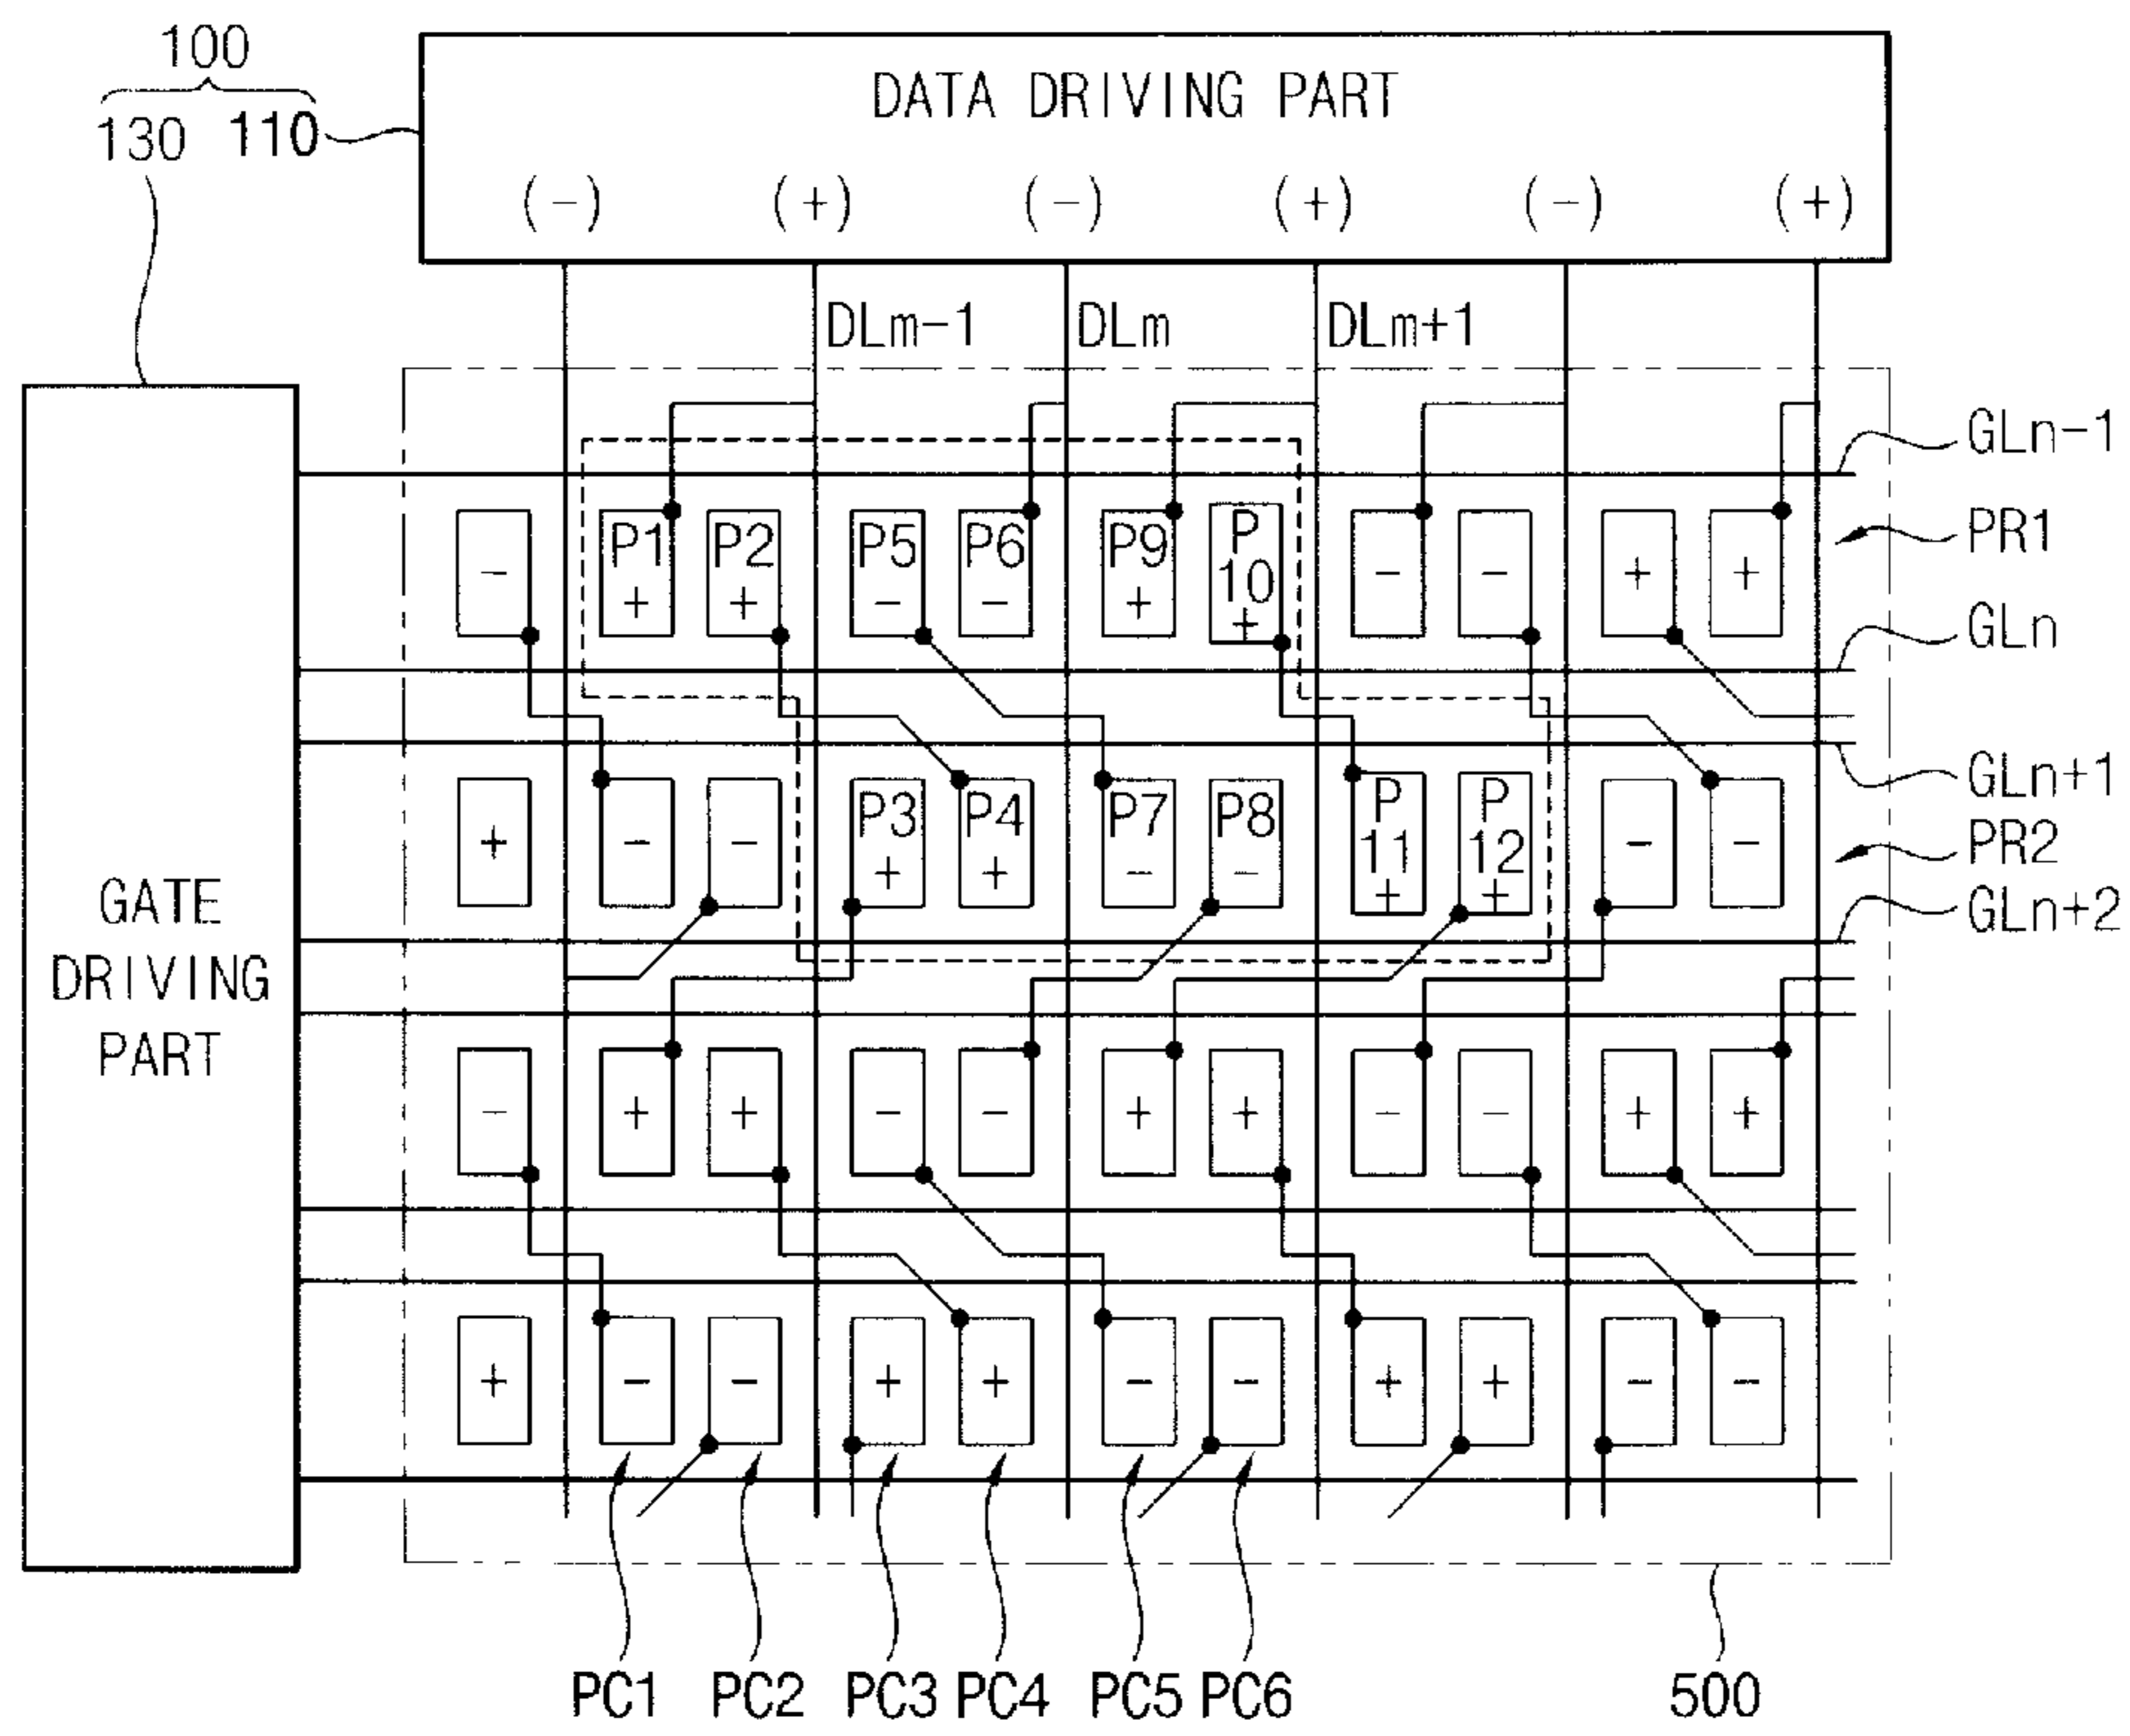 100
130 110
DATA DRIVING PART
(-) (+) (-) (+) (-) (+)
DLm-1 DLm DLm+1
GLn-1
P1 P2 P5 P6 P9 P
10
PR1
- - - + +
+ + - - + +
GLn
GLn+1
P3 P4 P7 P8 P P
11 12
PR2
+ - - - -
+ + - - + +
GLn+2
GATE
DRIVING
PART
- + + - - + + - - + +
+ - - + + - - + + - -
PC1 PC2 PC3 PC4 PC5 PC6 500